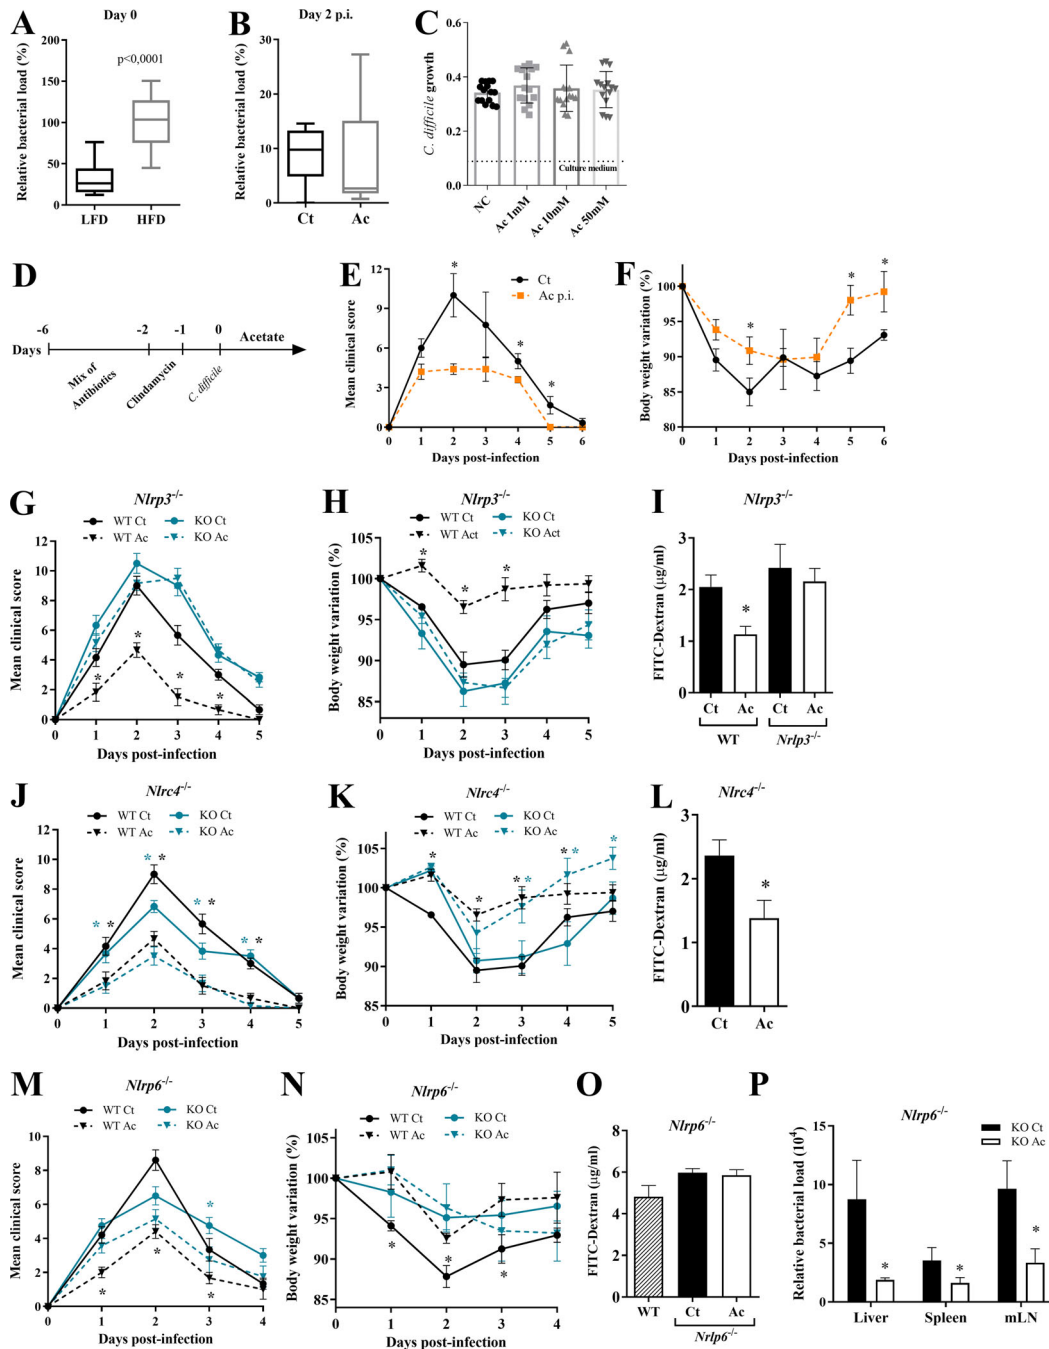 A
Day 0
Relative bacterial load (%)
200
150
100
50
0
p<0,0001
LFD
HFD
B
Day 2 p.i.
Relative bacterial load (%)
30
20
10
0
Ct
Ac
C
C. difficile growth
0.6
0.4
0.2
0.0
Culture medium
NC
Ac 1mM
Ac 10mM
Ac 50mM
D
-6
-2
-1
0
Acetate
Days
Mix of
Antibiotics
Clindamycin
C. difficile
E
Mean clinical score
12
9
6
3
0
*
Ct
Ac p.i.
*
*
0 1 2 3 4 5 6
Days post-infection
F
Body weight variation (%)
100
95
90
85
80
* * *
0 1 2 3 4 5 6
Days post-infection
G
Nlrp3-/-
WT Ct KO Ct
WT Ac KO Ac
Mean clinical score
12
10
8
6
4
2
0
* * * *
0 1 2 3 4 5
Days post-infection
H
Nlrp3-/-
WT Ct KO Ct
WT Act KO Act
Body weight variation (%)
105
100
95
90
85
* * *
0 1 2 3 4 5
Days post-infection
I
Nlrp3-/-
FITC-Dextran (µg/ml)
3
2
1
0
*
Ct Ac Ct Ac
WT Nrlp3-/-
J
Nlrc4-/-
WT Ct KO Ct
WT Ac KO Ac
Mean clinical score
12
10
8
6
4
2
0
* * * * * * * *
0 1 2 3 4 5
Days post-infection
K
Nlrc4-/-
WT Ct KO Ct
WT Ac KO Ac
Body weight variation (%)
105
100
95
90
85
* * * * * * *
0 1 2 3 4 5
Days post-infection
L
Nlrc4-/-
FITC-Dextran (µg/ml)
3
2
1
0
*
Ct Ac
M
Nlrp6-/-
WT Ct KO Ct
WT Ac KO Ac
Mean clinical score
10
8
6
4
2
0
* * * *
0 1 2 3 4
Days post-infection
N
Nlrp6-/-
WT Ct KO Ct
WT Ac KO Ac
Body weight variation (%)
105
100
95
90
85
* * *
0 1 2 3 4
Days post-infection
O
Nlrp6-/-
FITC-Dextran (µg/ml)
8
6
4
2
0
WT Ct Ac
Nrlp6-/-
P
Nlrp6-/-
KO Ct
KO Ac
Relative bacterial load (10⁴)
15
10
5
0
* * *
Liver Spleen mLN